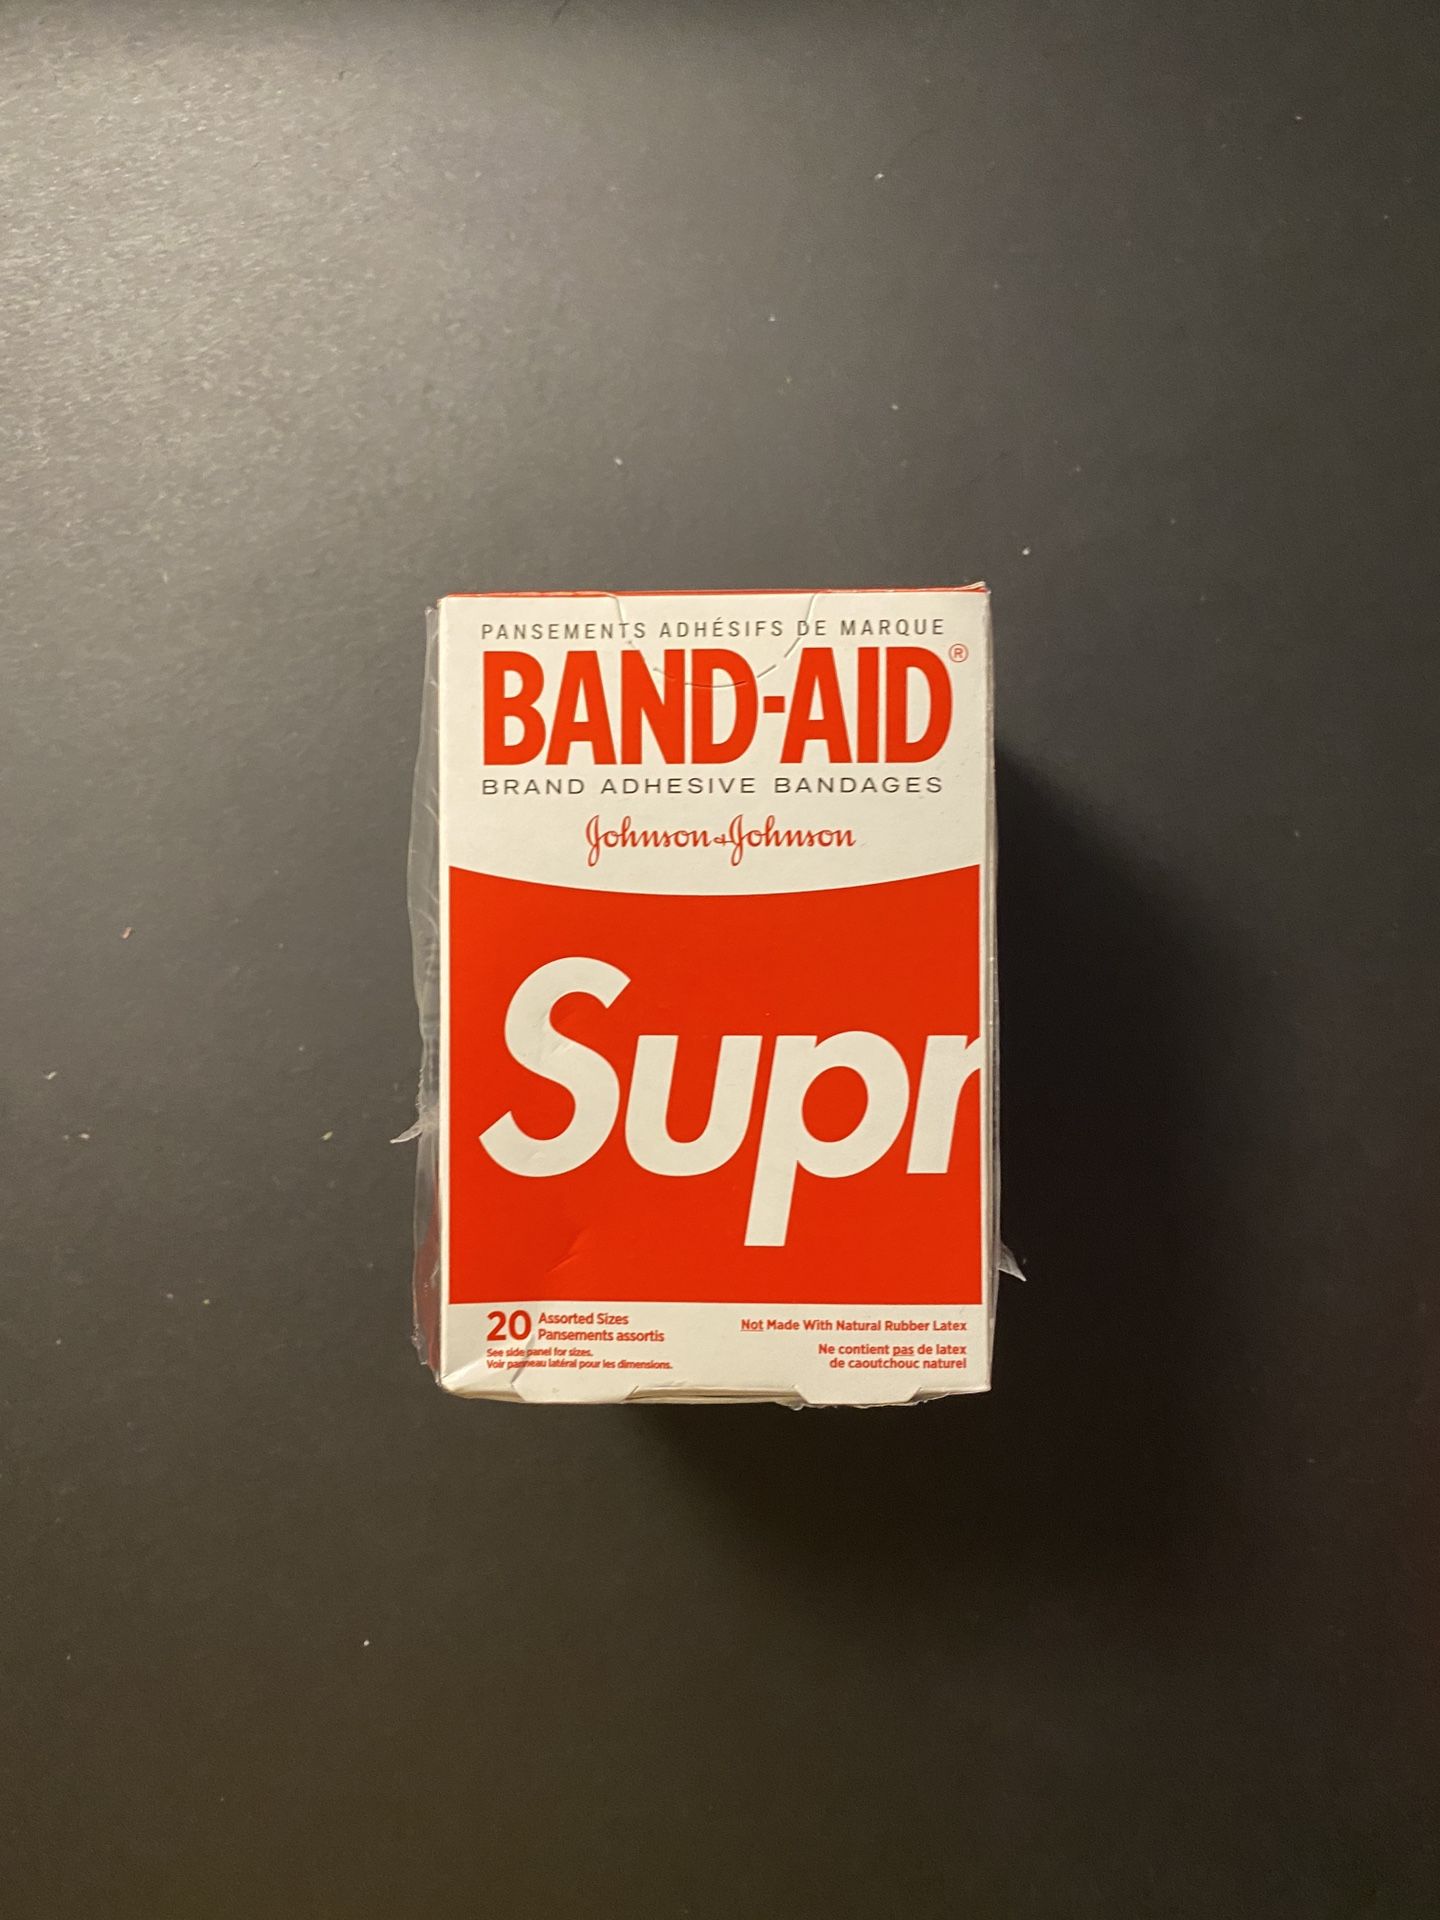 PANSEMENTS ADHÉSIFS DE MARQUE
BAND-AID®
BRAND ADHESIVE BANDAGES
Johnson & Johnson
Supr
20 Assorted Sizes
Pansements assortis
See side panel for sizes.
Voir panneau latéral pour les dimensions.
Not Made With Natural Rubber Latex
Ne contient pas de latex
de caoutchouc naturel